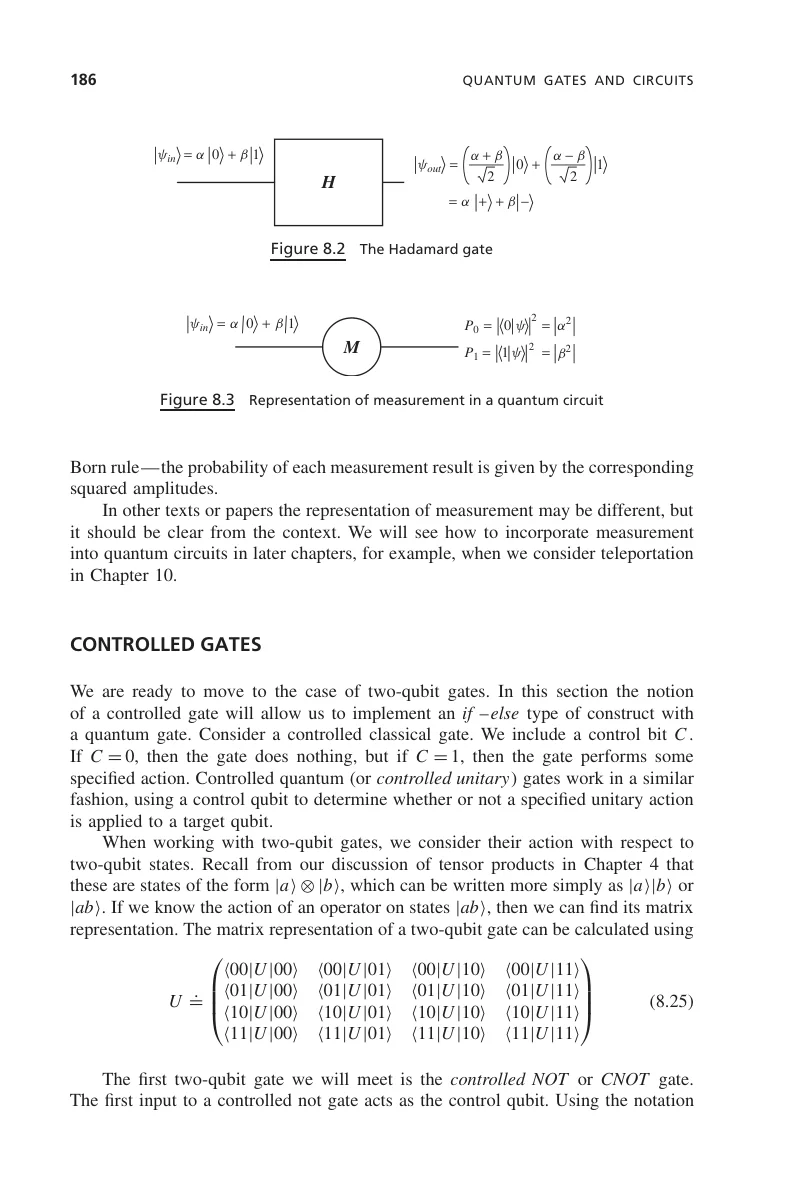 186 QUANTUM GATES AND CIRCUITS
|ψin⟩ = α |0⟩ + β|1⟩
H
|ψout⟩ = (α + β / √2)|0⟩ + (α − β / √2)|1⟩
= α |+⟩ + β|−⟩
Figure 8.2 The Hadamard gate
|ψin⟩ = α |0⟩ + β|1⟩
M
P0 = |⟨0|ψ⟩|² = |α²|
P1 = |⟨1|ψ⟩|² = |β²|
Figure 8.3 Representation of measurement in a quantum circuit
Born rule—the probability of each measurement result is given by the corresponding
squared amplitudes.
In other texts or papers the representation of measurement may be different, but
it should be clear from the context. We will see how to incorporate measurement
into quantum circuits in later chapters, for example, when we consider teleportation
in Chapter 10.
CONTROLLED GATES
We are ready to move to the case of two-qubit gates. In this section the notion
of a controlled gate will allow us to implement an if –else type of construct with
a quantum gate. Consider a controlled classical gate. We include a control bit C.
If C = 0, then the gate does nothing, but if C = 1, then the gate performs some
specified action. Controlled quantum (or controlled unitary) gates work in a similar
fashion, using a control qubit to determine whether or not a specified unitary action
is applied to a target qubit.
When working with two-qubit gates, we consider their action with respect to
two-qubit states. Recall from our discussion of tensor products in Chapter 4 that
these are states of the form |a⟩ ⊗ |b⟩, which can be written more simply as |a⟩|b⟩ or
|ab⟩. If we know the action of an operator on states |ab⟩, then we can find its matrix
representation. The matrix representation of a two-qubit gate can be calculated using
⟨00|U|00⟩ ⟨00|U|01⟩ ⟨00|U|10⟩ ⟨00|U|11⟩
U ≐ ⟨01|U|00⟩ ⟨01|U|01⟩ ⟨01|U|10⟩ ⟨01|U|11⟩ (8.25)
⟨10|U|00⟩ ⟨10|U|01⟩ ⟨10|U|10⟩ ⟨10|U|11⟩
⟨11|U|00⟩ ⟨11|U|01⟩ ⟨11|U|10⟩ ⟨11|U|11⟩
The first two-qubit gate we will meet is the controlled NOT or CNOT gate.
The first input to a controlled not gate acts as the control qubit. Using the notation